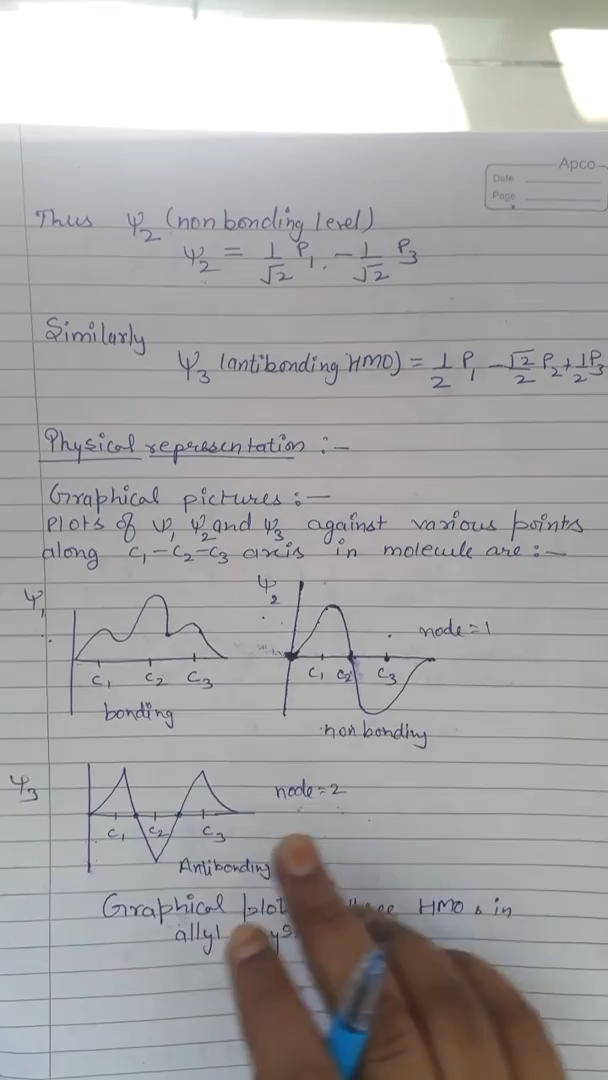 Apco
Date
Page
Thus ψ₂ (non bonding level)
ψ₂ = 1/√2 P₁ - 1/√2 P₃
Similarly
ψ₃ (antibonding HMO) = 1/2 P₁ - √2/2 P₂ + 1/2 P₃
Physical representation :-
Graphical pictures :-
Plots of ψ₁ ψ₂ and ψ₃ against various points
along C₁-C₂-C₃ axis in molecule are :-
ψ₁
C₁ C₂ C₃
bonding
ψ₂
node=1
C₁ C₂ C₃
non bonding
ψ₃
node=2
C₁ C₂ C₃
Antibonding
Graphical plot HMOs in
allyl